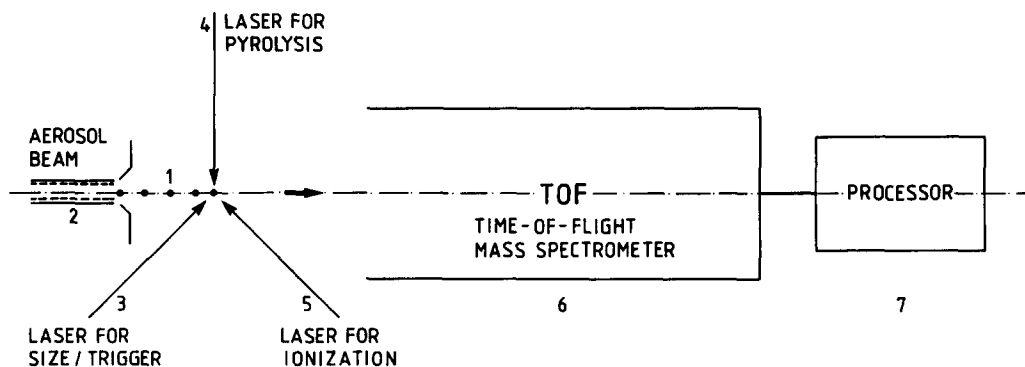 4 LASER FOR
PYROLYSIS
AEROSOL
BEAM
1
2
TOF
TIME-OF-FLIGHT
MASS SPECTROMETER
PROCESSOR
3
5
6
7
LASER FOR
SIZE/TRIGGER
LASER FOR
IONIZATION